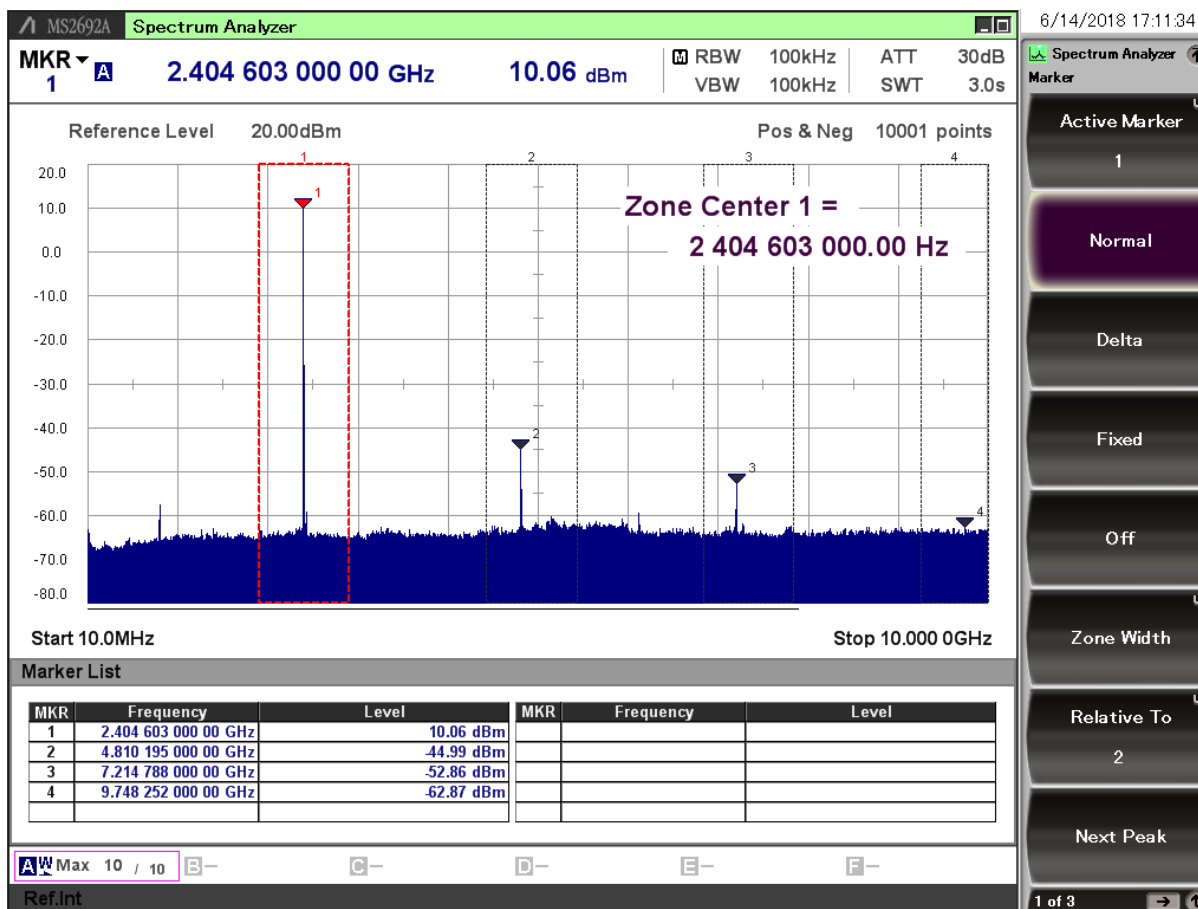 MS2692A Spectrum Analyzer
6/14/2018 17:11:34
MKR 1 A 2.404 603 000 00 GHz 10.06 dBm
M RBW 100kHz ATT 30dB
VBW 100kHz SWT 3.0s
Reference Level 20.00dBm Pos & Neg 10001 points
1 2 3 4
20.0
10.0
0.0
-10.0
-20.0
-30.0
-40.0
-50.0
-60.0
-70.0
-80.0
1
2
3
4
Zone Center 1 =
2 404 603 000.00 Hz
Start 10.0MHz Stop 10.000 0GHz
Marker List
MKR Frequency Level MKR Frequency Level
1 2.404 603 000 00 GHz 10.06 dBm
2 4.810 195 000 00 GHz -44.99 dBm
3 7.214 788 000 00 GHz -52.86 dBm
4 9.748 252 000 00 GHz -62.87 dBm
A W Max 10 / 10 B- C- D- E- F-
Ref.Int
Spectrum Analyzer
Marker
Active Marker
1
Normal
Delta
Fixed
Off
Zone Width
Relative To
2
Next Peak
1 of 3